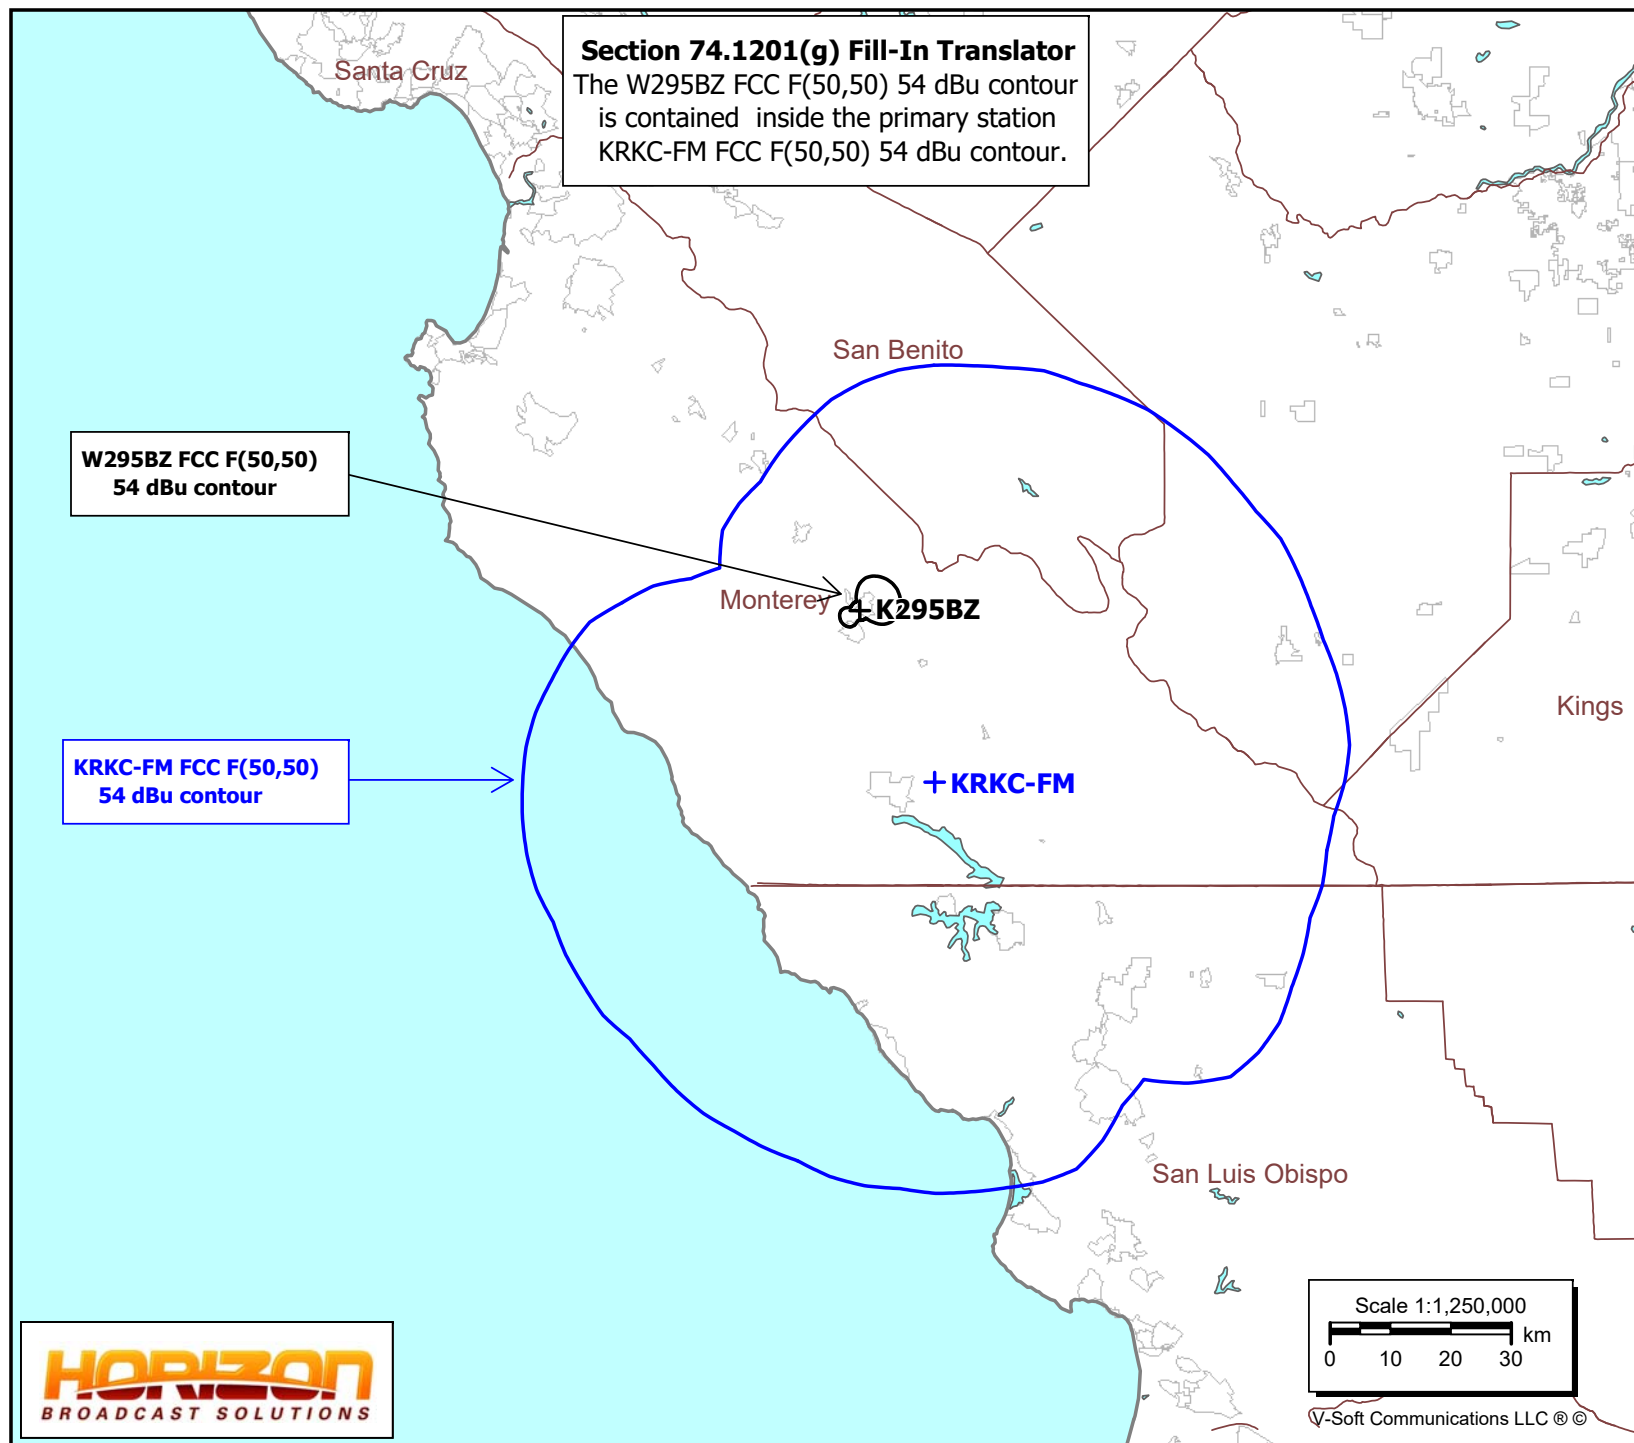 Section 74.1201(g) Fill-In Translator
The W295BZ FCC F(50,50) 54 dBu contour
is contained inside the primary station
KRKC-FM FCC F(50,50) 54 dBu contour.
Santa Cruz
San Benito
W295BZ FCC F(50,50)
54 dBu contour
Monterey
K295BZ
Kings
KRKC-FM FCC F(50,50)
54 dBu contour
KRKC-FM
San Luis Obispo
Scale 1:1,250,000
km
0 10 20 30
V-Soft Communications LLC ® ©
HORIZON
BROADCAST SOLUTIONS